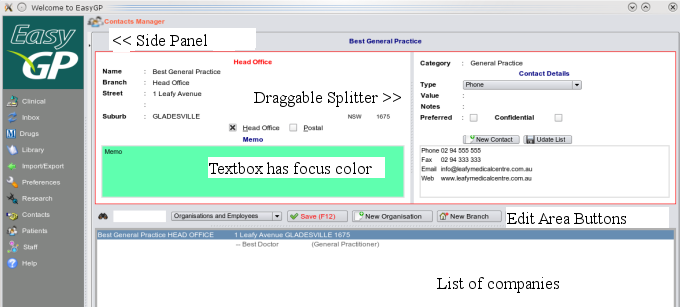 Welcome to EasyGP
Easy
GP
Clinical
Inbox
Drugs
Library
Import/Export
Preferences
Research
Contacts
Patients
Staff
Help
Contacts Manager
<< Side Panel
Best General Practice
Head Office
Name : Best General Practice
Branch : Head Office
Street : 1 Leafy Avenue
:
Suburb : GLADESVILLE NSW 1675
Draggable Splitter >>
Head Office Postal
Memo
Memo
Textbox has focus color
Category : General Practice
Contact Details
Type Phone
Value :
Notes :
Preferred : Confidential
New Contact Udate List
Phone 02 94 555 555
Fax 02 94 333 333
Email info@leafymedicalcentre.com.au
Web www.leafymedicalcentre.com.au
Organisations and Employees Save (F12) New Organisation New Branch
Edit Area Buttons
Best General Practice HEAD OFFICE 1 Leafy Avenue GLADESVILLE 1675
-- Best Doctor (General Practitioner)
List of companies